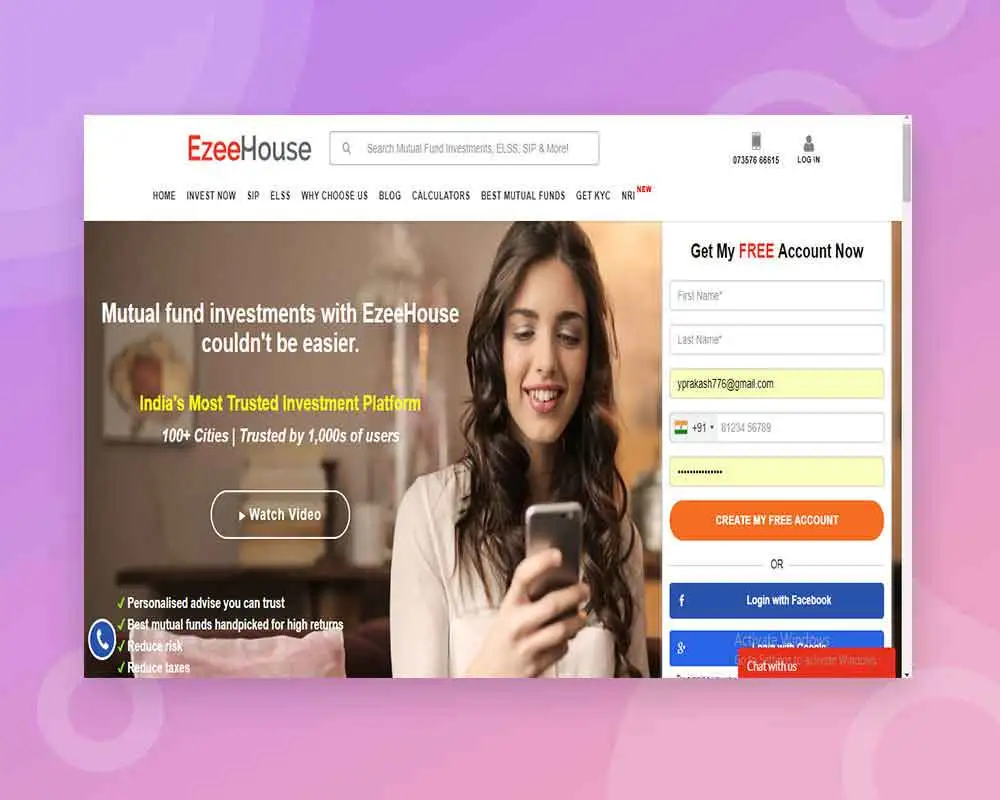 EzeeHouse
Search Mutual Fund Investments, ELSS, SIP & More!
073576 66615
LOG IN
HOME INVEST NOW SIP ELSS WHY CHOOSE US BLOG CALCULATORS BEST MUTUAL FUNDS GET KYC NRI NEW
Mutual fund investments with EzeeHouse
couldn't be easier.
India's Most Trusted Investment Platform
100+ Cities | Trusted by 1,000s of users
Watch Video
Personalised advise you can trust
Best mutual funds handpicked for high returns
Reduce risk
Reduce taxes
Get My FREE Account Now
First Name*
Last Name*
yprakash776@gmail.com
+91 81234 56789
•••••••••••••••
CREATE MY FREE ACCOUNT
OR
f Login with Facebook
g+ Login with Google
Activate Windows
Go to Settings to activate Windows.
Chat with us